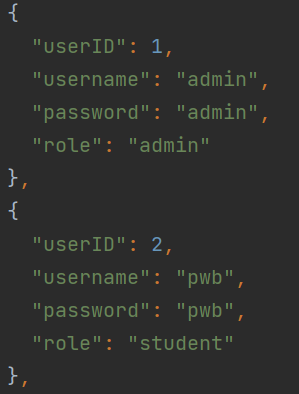 {
  "userID": 1,
  "username": "admin",
  "password": "admin",
  "role": "admin"
},
{
  "userID": 2,
  "username": "pwb",
  "password": "pwb",
  "role": "student"
},